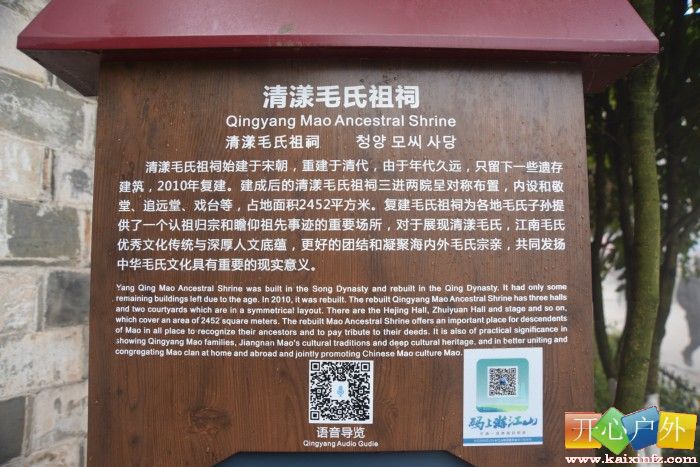 清漾毛氏祖祠
Qingyang Mao Ancestral Shrine
清漾毛氏祖祠 청양 모씨 사당
清漾毛氏祖祠始建于宋朝，重建于清代，由于年代久远，只留下一些遗存
建筑，2010年复建。建成后的清漾毛氏祖祠三进两院呈对称布置，内设和敬
堂、追远堂、戏台等，占地面积2452平方米。复建毛氏祖祠为各地毛氏子孙提
供了一个认祖归宗和瞻仰祖先事迹的重要场所，对于展现清漾毛氏，江南毛氏
优秀文化传统与深厚人文底蕴，更好的团结和凝聚海内外毛氏宗亲，共同发扬
中华毛氏文化具有重要的现实意义。
Yang Qing Mao Ancestral Shrine was built in the Song Dynasty and rebuilt in the Qing Dynasty. It had only some
remaining buildings left due to the age. In 2010, it was rebuilt. The rebuilt Qingyang Mao Ancestral Shrine has three halls
and two courtyards which are in a symmetrical layout. There are the Hejing Hall, Zhuiyuan Hall and stage and so on,
which cover an area of 2452 square meters. The rebuilt Mao Ancestral Shrine offers an important place for descendents
of Mao in all place to recognize their ancestors and to pay tribute to their deeds. It is also of practical significance in
showing Qingyang Mao families, Jiangnan Mao's cultural traditions and deep cultural heritage, and in better uniting and
congregating Mao clan at home and abroad and jointly promoting Chinese Mao culture Mao.
语音导览
Qingyang Audio Gudie
码上游江山
开心户外
www.kaixinfz.com